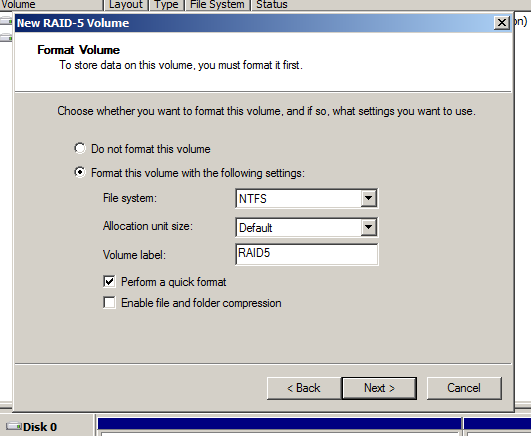 Volume Layout Type File System Status
New RAID-5 Volume
Format Volume
To store data on this volume, you must format it first.
Choose whether you want to format this volume, and if so, what settings you want to use.
Do not format this volume
Format this volume with the following settings:
File system: NTFS
Allocation unit size: Default
Volume label: RAID5
Perform a quick format
Enable file and folder compression
< Back Next > Cancel
Disk 0